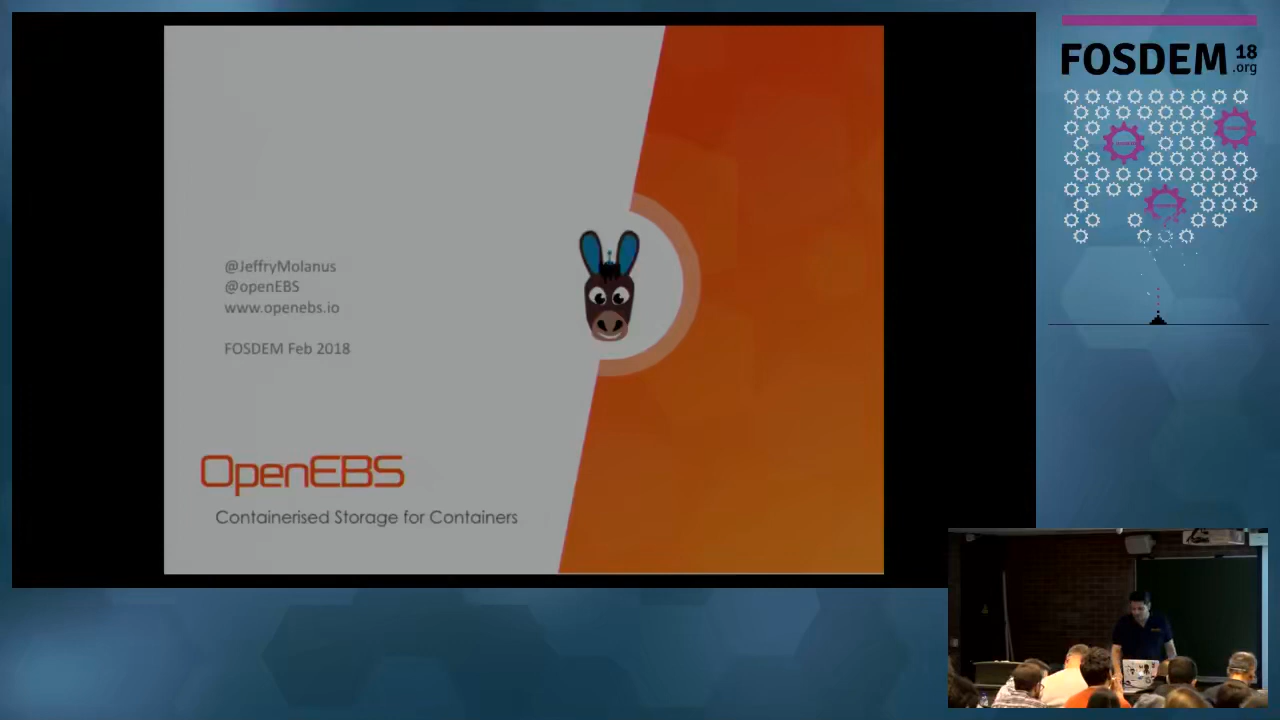 @JeffryMolanus
@openEBS
www.openebs.io
FOSDEM Feb 2018
OpenEBS
Containerised Storage for Containers
FOSDEM 18
.org